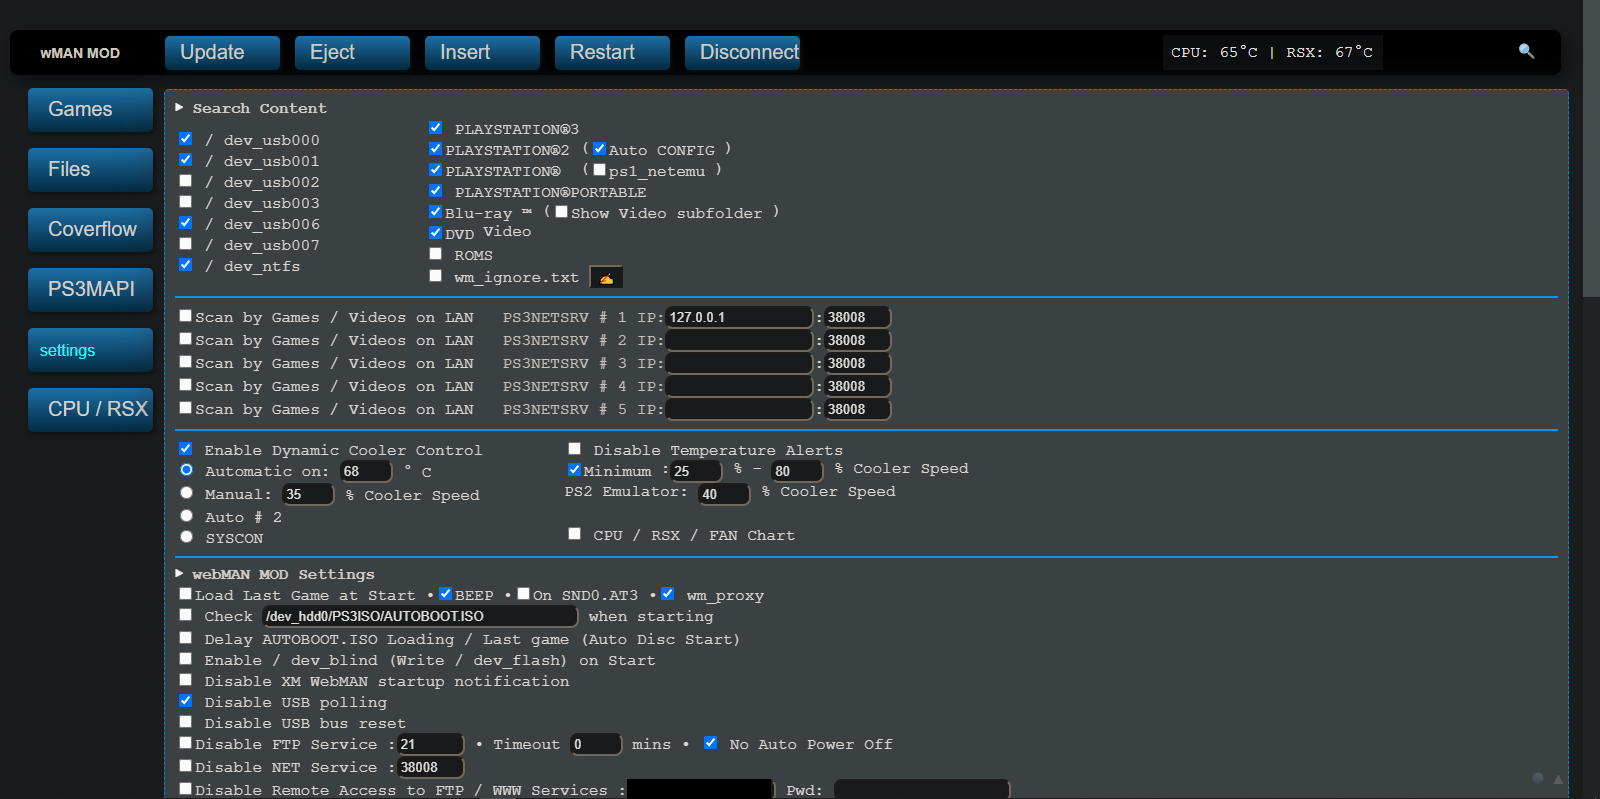 wMAN MOD
Update
Eject
Insert
Restart
Disconnect
CPU: 65°C | RSX: 67°C
Games
Files
Coverflow
PS3MAPI
settings
CPU / RSX
Search Content
/ dev_usb000
/ dev_usb001
/ dev_usb002
/ dev_usb003
/ dev_usb006
/ dev_usb007
/ dev_ntfs
PLAYSTATION®3
PLAYSTATION®2 ( Auto CONFIG )
PLAYSTATION® ( ps1_netemu )
PLAYSTATION®PORTABLE
Blu-ray ™ ( Show Video subfolder )
DVD Video
ROMS
wm_ignore.txt
Scan by Games / Videos on LAN PS3NETSRV # 1 IP: 127.0.0.1 : 38008
Scan by Games / Videos on LAN PS3NETSRV # 2 IP: : 38008
Scan by Games / Videos on LAN PS3NETSRV # 3 IP: : 38008
Scan by Games / Videos on LAN PS3NETSRV # 4 IP: : 38008
Scan by Games / Videos on LAN PS3NETSRV # 5 IP: : 38008
Enable Dynamic Cooler Control
Automatic on: 68 ° C
Manual: 35 % Cooler Speed
Auto # 2
SYSCON
Disable Temperature Alerts
Minimum : 25 % - 80 % Cooler Speed
PS2 Emulator: 40 % Cooler Speed
CPU / RSX / FAN Chart
webMAN MOD Settings
Load Last Game at Start • BEEP • On SND0.AT3 • wm_proxy
Check /dev_hdd0/PS3ISO/AUTOBOOT.ISO when starting
Delay AUTOBOOT.ISO Loading / Last game (Auto Disc Start)
Enable / dev_blind (Write / dev_flash) on Start
Disable XM WebMAN startup notification
Disable USB polling
Disable USB bus reset
Disable FTP Service : 21 • Timeout 0 mins • No Auto Power Off
Disable NET Service : 38008
Disable Remote Access to FTP / WWW Services : Pwd: